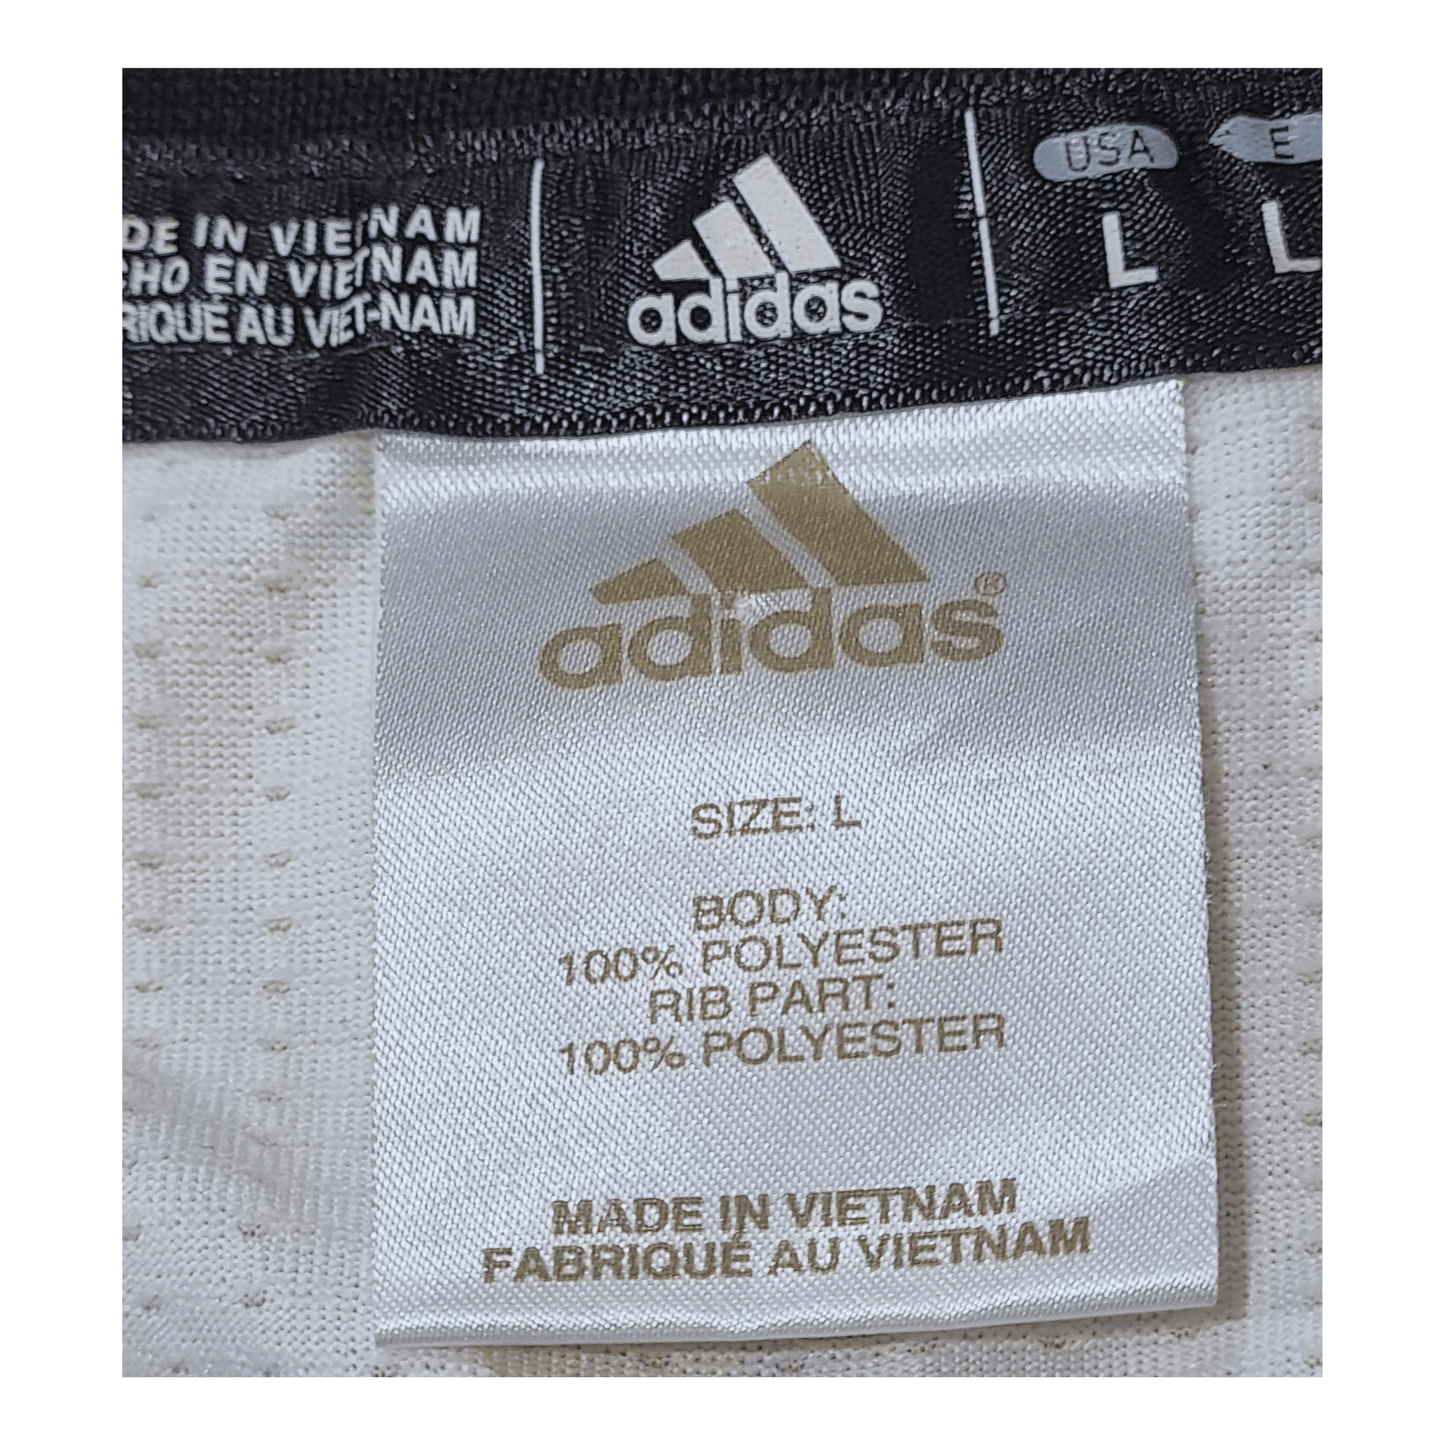 DE IN VIETNAM
CHO EN VIETNAM
RIQUÉ AU VIET-NAM
adidas
USA E
L L
adidas®
SIZE: L
BODY:
100% POLYESTER
RIB PART:
100% POLYESTER
MADE IN VIETNAM
FABRIQUÉ AU VIETNAM